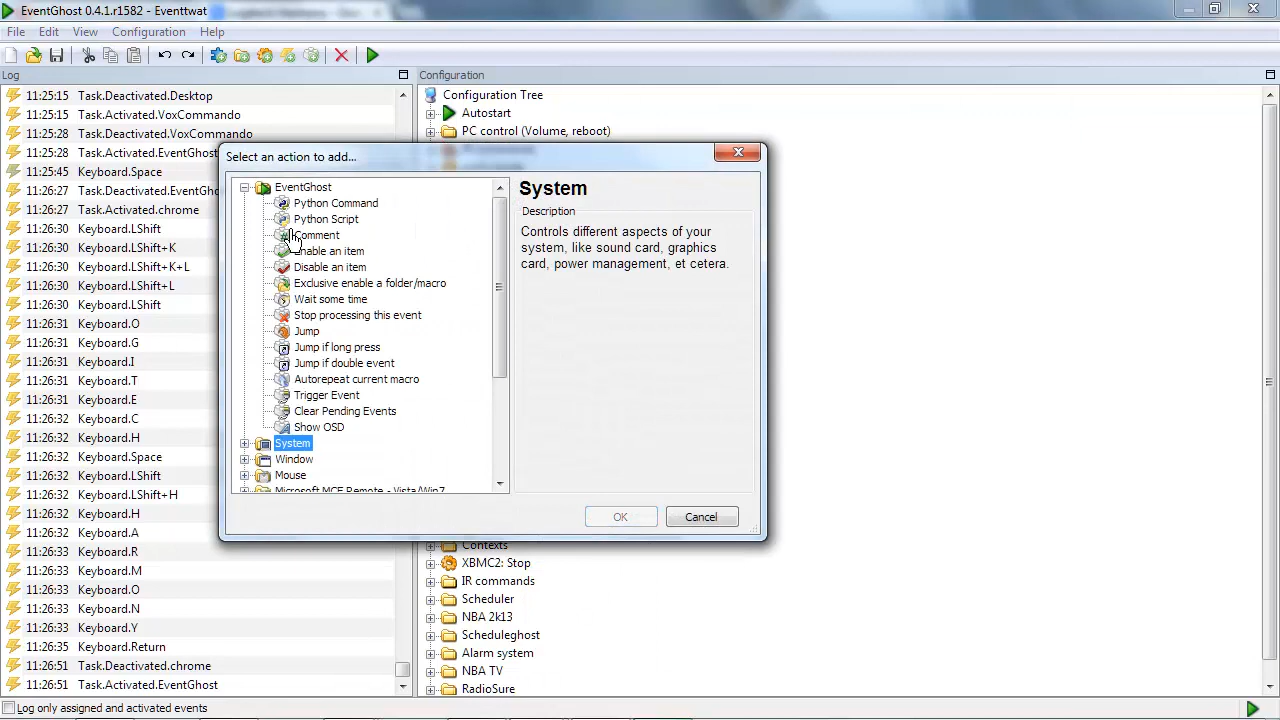 EventGhost 0.4.1.r1582 - Eventtwat
File Edit View Configuration Help
Log
11:25:15 Task.Deactivated.Desktop
11:25:15 Task.Activated.VoxCommando
11:25:28 Task.Deactivated.VoxCommando
11:25:28 Task.Activated.EventGhost
11:25:45 Keyboard.Space
11:26:27 Task.Deactivated.EventGho
11:26:27 Task.Activated.chrome
11:26:30 Keyboard.LShift
11:26:30 Keyboard.LShift+K
11:26:30 Keyboard.LShift+K+L
11:26:30 Keyboard.LShift+L
11:26:30 Keyboard.LShift
11:26:31 Keyboard.O
11:26:31 Keyboard.G
11:26:31 Keyboard.I
11:26:31 Keyboard.T
11:26:31 Keyboard.E
11:26:32 Keyboard.C
11:26:32 Keyboard.H
11:26:32 Keyboard.Space
11:26:32 Keyboard.LShift
11:26:32 Keyboard.LShift+H
11:26:32 Keyboard.H
11:26:32 Keyboard.A
11:26:33 Keyboard.R
11:26:33 Keyboard.M
11:26:33 Keyboard.O
11:26:33 Keyboard.N
11:26:33 Keyboard.Y
11:26:35 Keyboard.Return
11:26:51 Task.Deactivated.chrome
11:26:51 Task.Activated.EventGhost
Log only assigned and activated events
Configuration
Configuration Tree
Autostart
PC control (Volume, reboot)
Select an action to add...
EventGhost
Python Command
Python Script
Comment
Enable an item
Disable an item
Exclusive enable a folder/macro
Wait some time
Stop processing this event
Jump
Jump if long press
Jump if double event
Autorepeat current macro
Trigger Event
Clear Pending Events
Show OSD
System
Window
Mouse
Microsoft MCE Remote - Vista/Win7
System
Description
Controls different aspects of your
system, like sound card, graphics
card, power management, et cetera.
OK Cancel
Contexts
XBMC2: Stop
IR commands
Scheduler
NBA 2k13
Scheduleghost
Alarm system
NBA TV
RadioSure